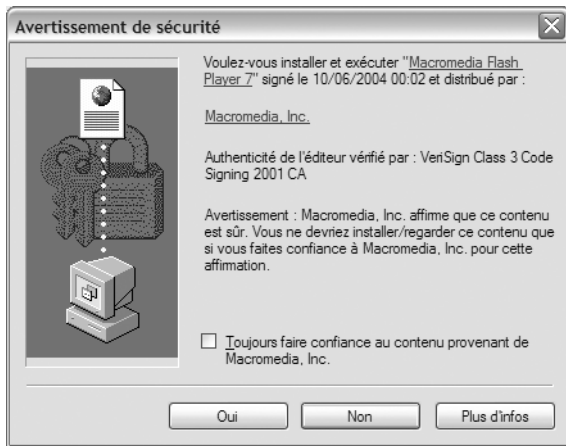 Avertissement de sécurité
Voulez-vous installer et exécuter "Macromedia Flash
Player 7" signé le 10/06/2004 00:02 et distribué par :
Macromedia, Inc.
Authenticité de l'éditeur vérifié par : VeriSign Class 3 Code
Signing 2001 CA
Avertissement : Macromedia, Inc. affirme que ce contenu
est sûr. Vous ne devriez installer/regarder ce contenu que
si vous faites confiance à Macromedia, Inc. pour cette
affirmation.
Toujours faire confiance au contenu provenant de
Macromedia, Inc.
Oui
Non
Plus d'infos